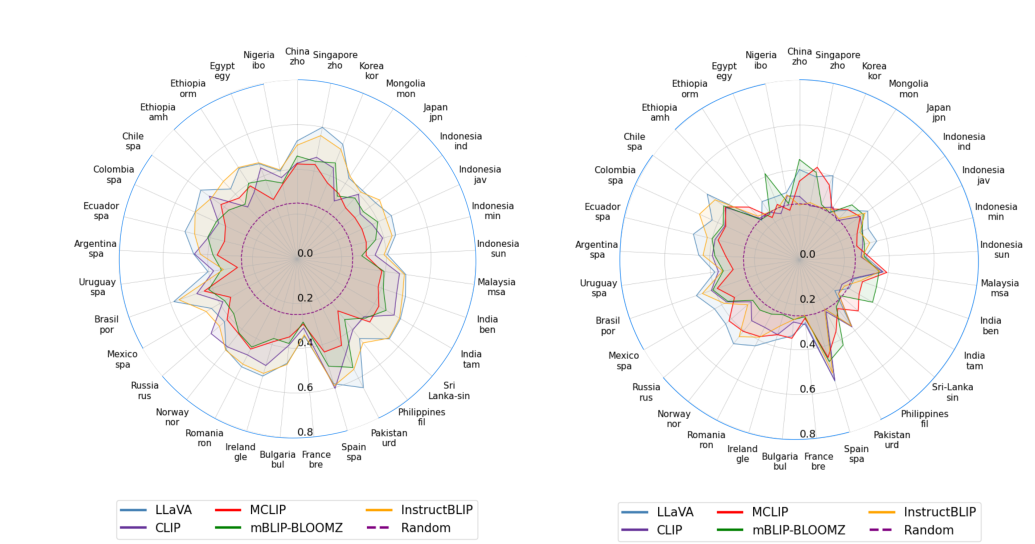 China
zho
Singapore
zho
Korea
kor
Mongolia
mon
Japan
jpn
Indonesia
ind
Indonesia
jav
Indonesia
min
Indonesia
sun
Malaysia
msa
India
ben
India
tam
Sri
Lanka-sin
Philippines
fil
Pakistan
urd
Spain
spa
France
bre
Bulgaria
bul
Ireland
gle
Romania
ron
Norway
nor
Russia
rus
Mexico
spa
Brasil
por
Uruguay
spa
Argentina
spa
Ecuador
spa
Colombia
spa
Chile
spa
Ethiopia
amh
Ethiopia
orm
Egypt
egy
Nigeria
ibo
0.0
0.2
0.4
0.6
0.8
LLaVA
MCLIP
InstructBLIP
CLIP
mBLIP-BLOOMZ
Random
China
zho
Singapore
zho
Korea
kor
Mongolia
mon
Japan
jpn
Indonesia
ind
Indonesia
jav
Indonesia
min
Indonesia
sun
Malaysia
msa
India
ben
India
tam
Sri-Lanka
sin
Philippines
fil
Pakistan
urd
Spain
spa
France
bre
Bulgaria
bul
Ireland
gle
Romania
ron
Norway
nor
Russia
rus
Mexico
spa
Brasil
por
Uruguay
spa
Argentina
spa
Ecuador
spa
Colombia
spa
Chile
spa
Ethiopia
amh
Ethiopia
orm
Egypt
egy
Nigeria
ibo
0.0
0.2
0.4
0.6
0.8
LLaVA
MCLIP
InstructBLIP
CLIP
mBLIP-BLOOMZ
Random